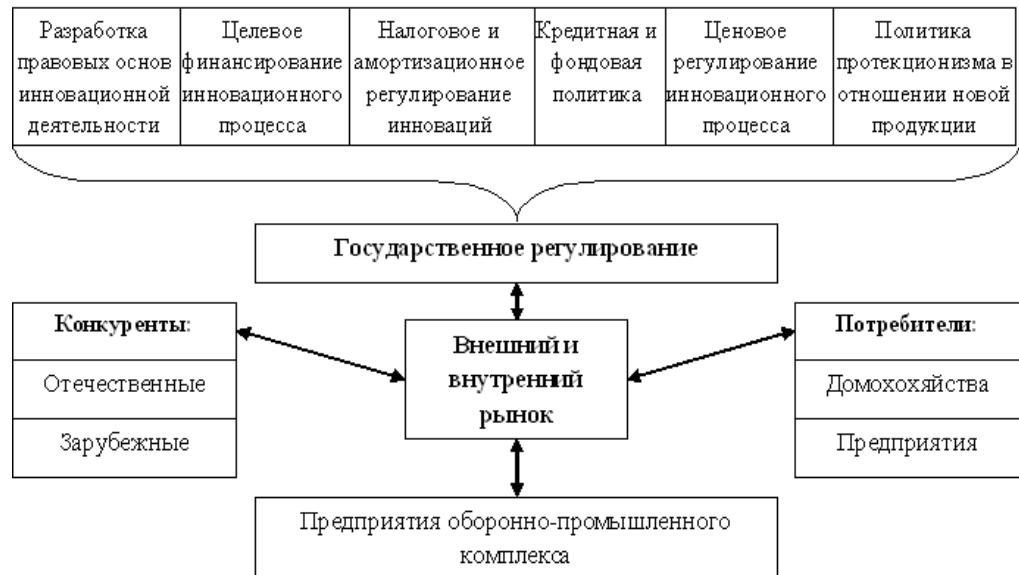 Разработка
правовых основ
инновационной
деятельности
Целевое
финансирование
инновационного
процесса
Налоговое и
амортизационное
регулирование
инноваций
Кредитная и
фондовая
политика
Ценовое
регулирование
инновационного
процесса
Политика
протекционизма в
отношении новой
продукции
Государственное регулирование
Конкуренты:
Отечественные
Зарубежные
Внешний и
внутренний
рынок
Потребители:
Домохохяйства
Предприятия
Предприятия оборонно-промышленного
комплекса